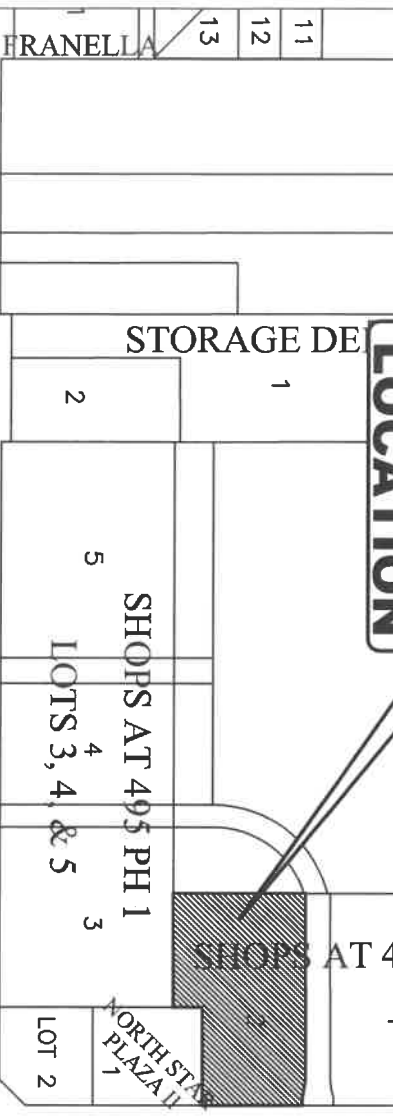 FRANELLA
1
13
12
11
STORAGE DE
LOCATION
2
1
5
SHOPS AT 495 PH 1
LOTS 3, 4, & 5
4
3
SHOPS AT 4
2
1
NORTH STAR
PLAZA II
1
LOT 2